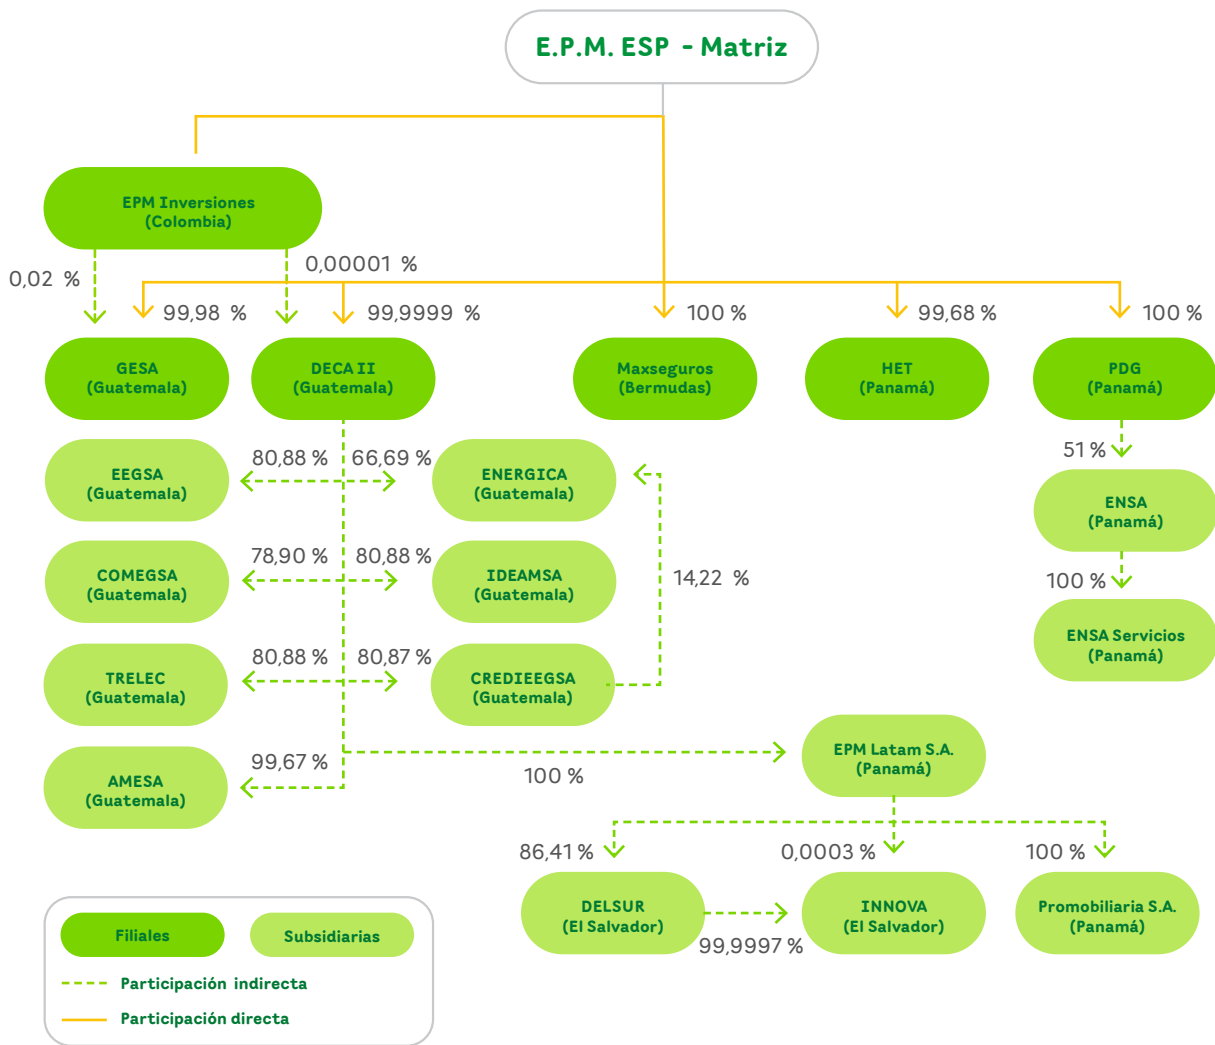 E.P.M. ESP - Matriz
EPM Inversiones
(Colombia)
0,02 %
0,00001 %
99,98 %
99,9999 %
100 %
99,68 %
100 %
GESA
(Guatemala)
DECA II
(Guatemala)
Maxseguros
(Bermudas)
HET
(Panamá)
PDG
(Panamá)
51 %
EEGSA
(Guatemala)
80,88 %
66,69 %
ENERGICA
(Guatemala)
ENSA
(Panamá)
COMEGSA
(Guatemala)
78,90 %
80,88 %
IDEAMSA
(Guatemala)
14,22 %
100 %
ENSA Servicios
(Panamá)
TRELEC
(Guatemala)
80,88 %
80,87 %
CREDIEEGSA
(Guatemala)
AMESA
(Guatemala)
99,67 %
100 %
EPM Latam S.A.
(Panamá)
86,41 %
0,0003 %
100 %
DELSUR
(El Salvador)
99,9997 %
INNOVA
(El Salvador)
Promobiliaria S.A.
(Panamá)
Filiales
Subsidiarias
Participación indirecta
Participación directa